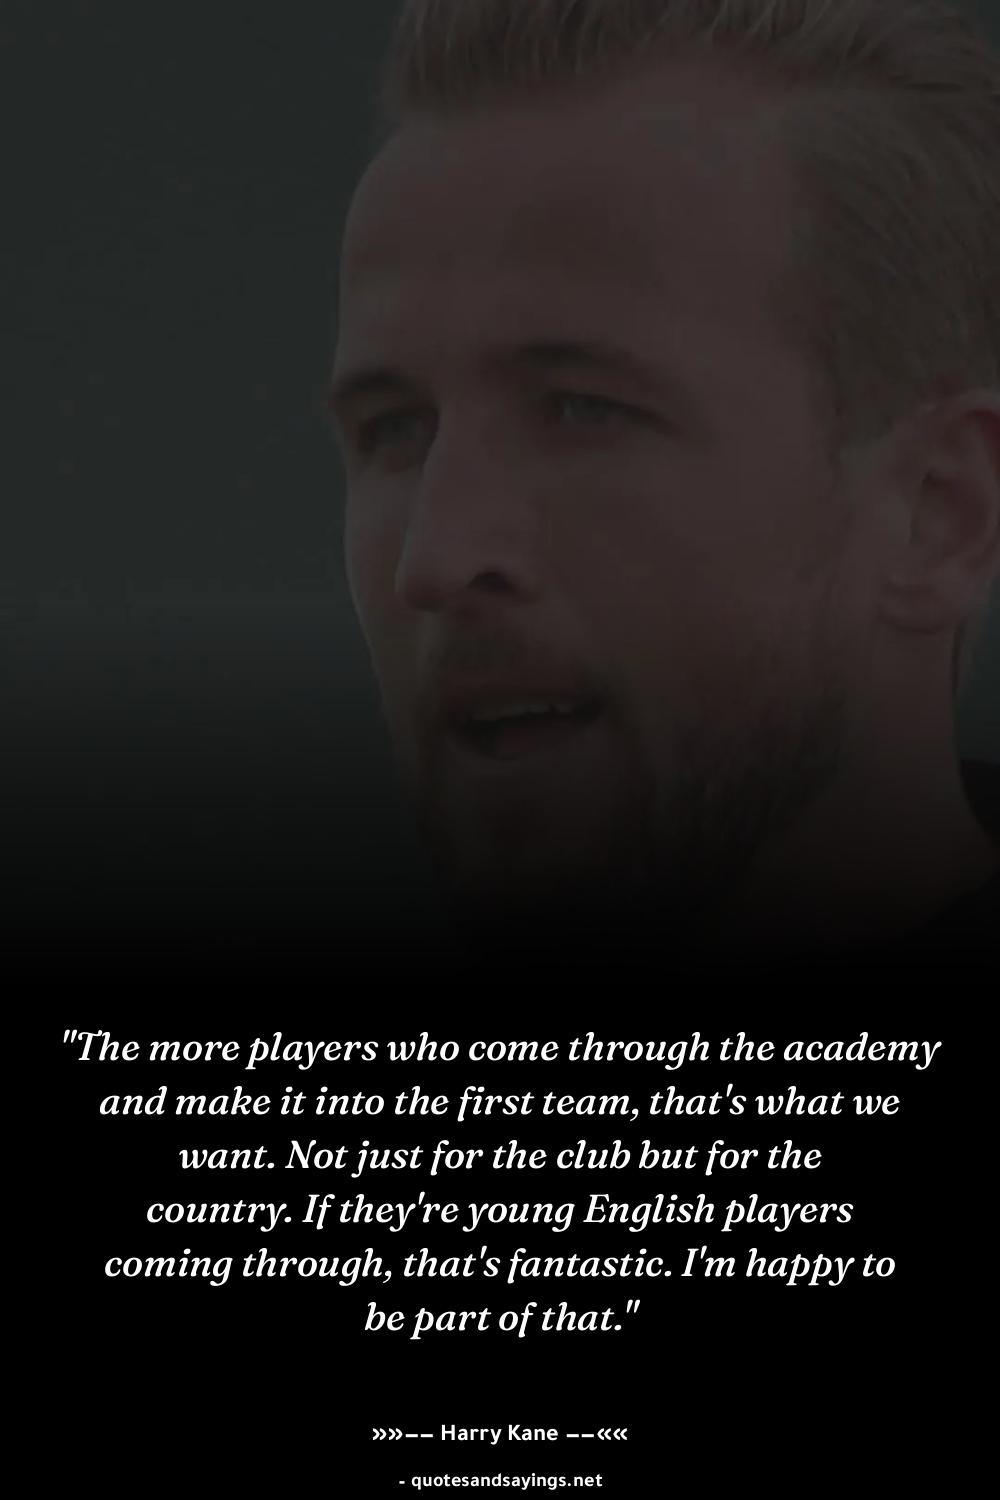 "The more players who come through the academy
and make it into the first team, that's what we
want. Not just for the club but for the
country. If they're young English players
coming through, that's fantastic. I'm happy to
be part of that."
»»–– Harry Kane ––««
- quotesandsayings.net